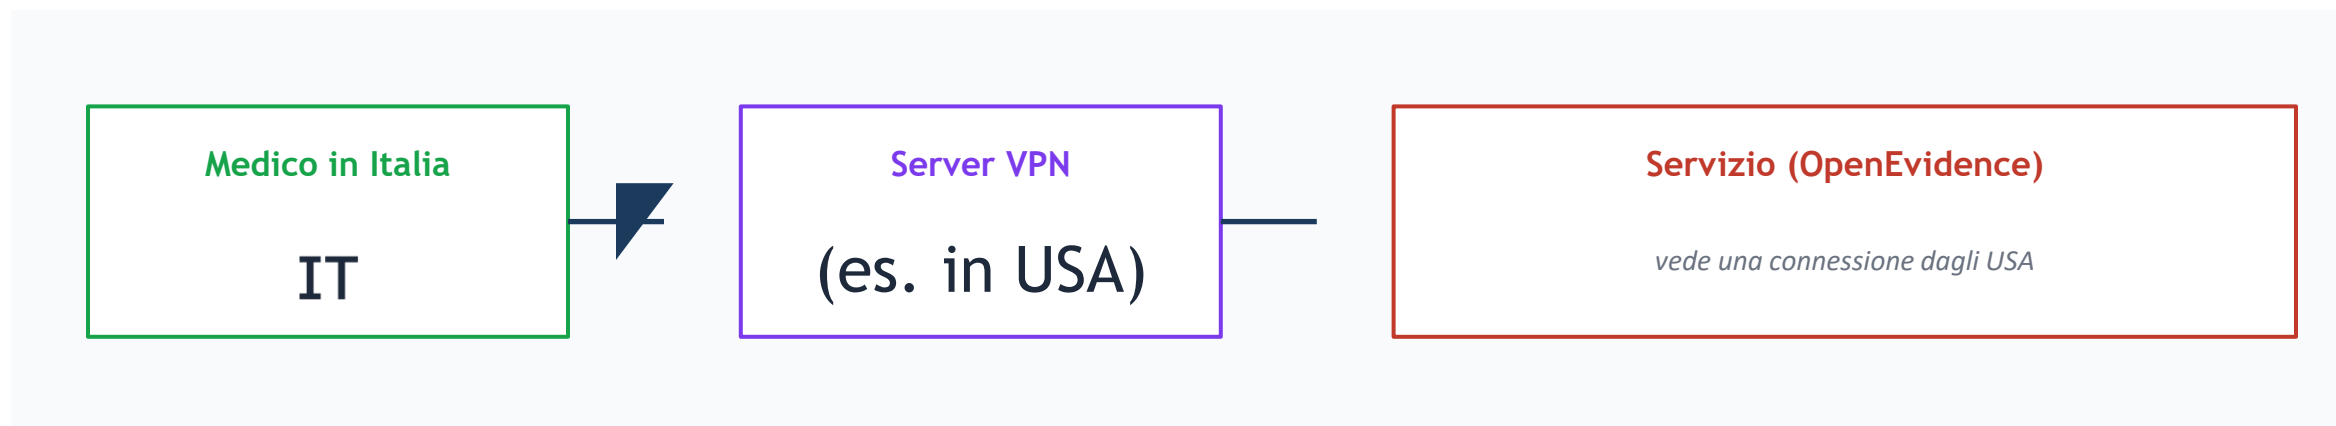 Medico in Italia
IT
Server VPN
(es. in USA)
Servizio (OpenEvidence)
vede una connessione dagli USA